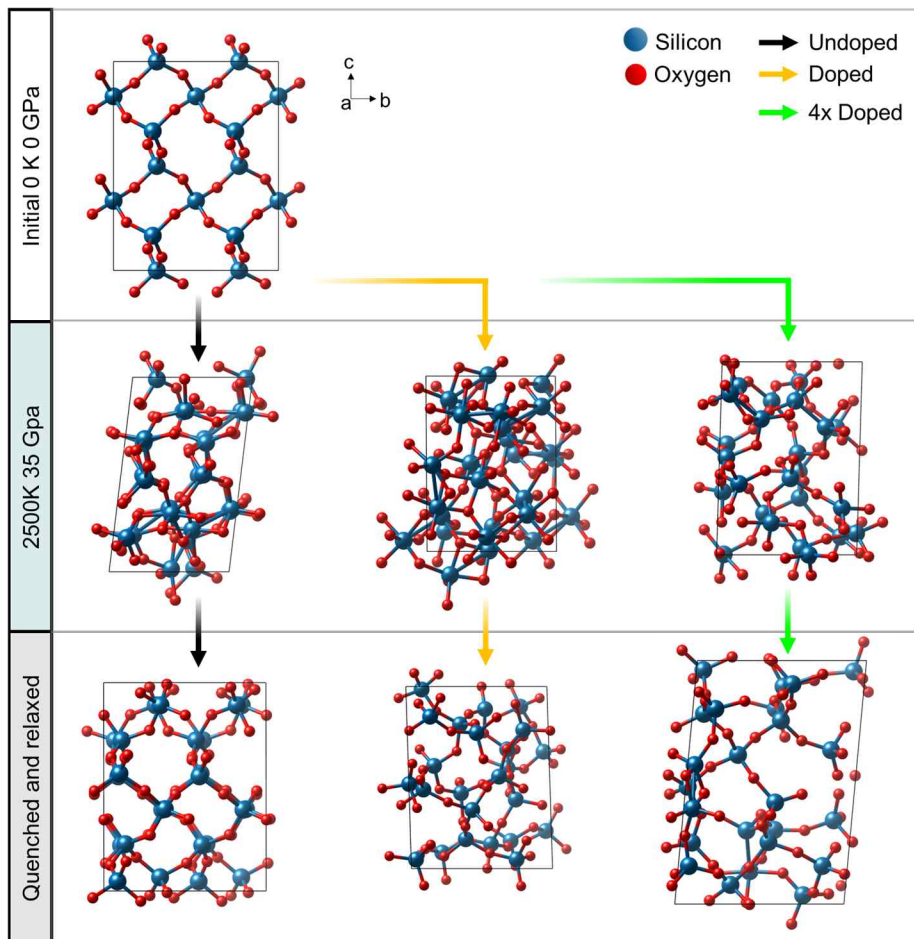 Initial 0 K 0 GPa
c
a
b
Silicon
Oxygen
Undoped
Doped
4x Doped
2500K 35 Gpa
Quenched and relaxed